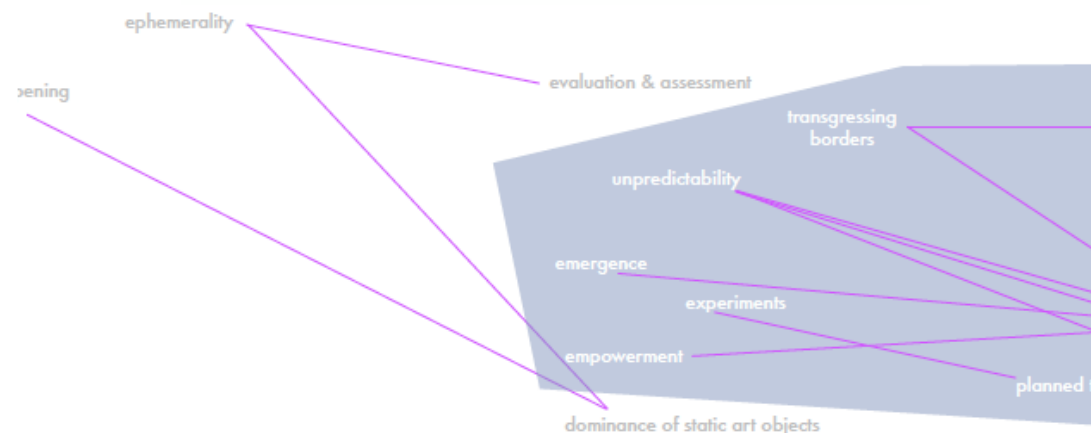 ephemerality
evaluation & assessment
pening
transgressing
borders
unpredictability
emergence
experiments
empowerment
planned
dominance of static art objects